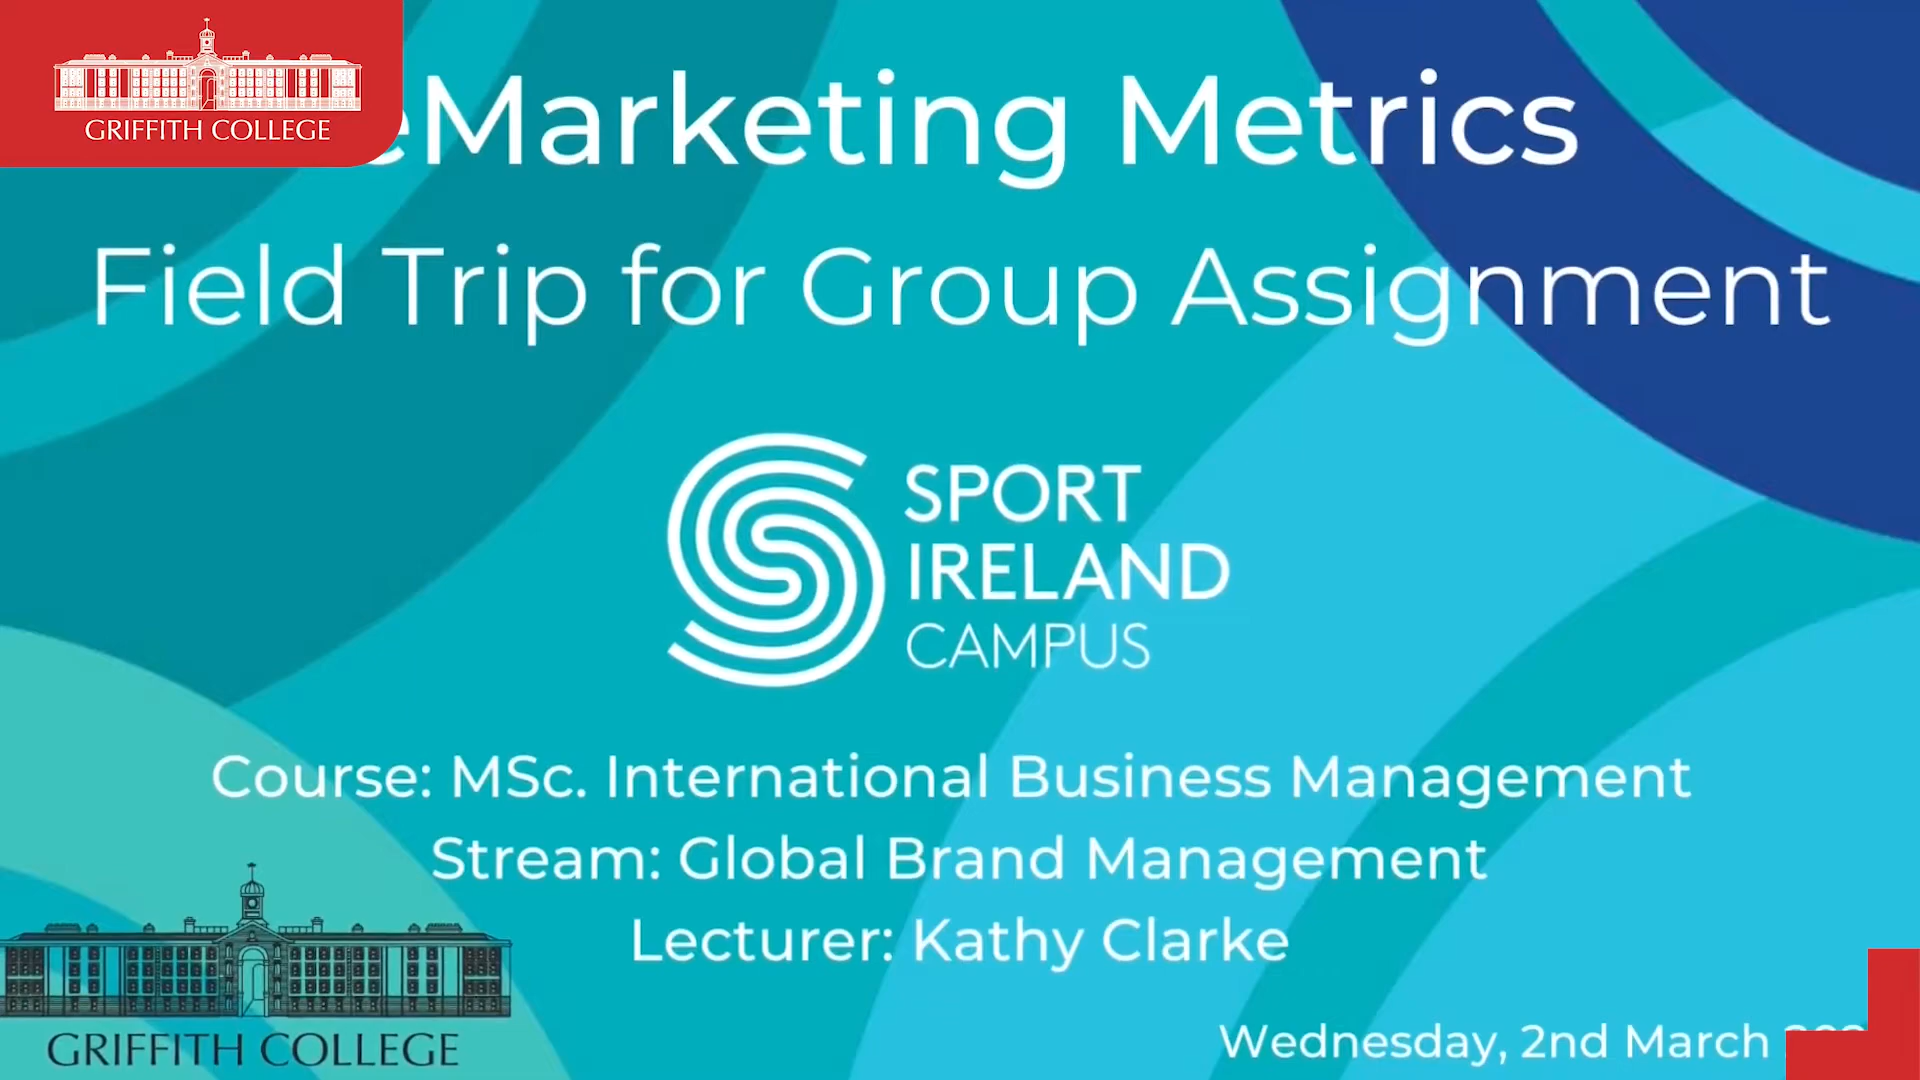 GRIFFITH COLLEGE
eMarketing Metrics
Field Trip for Group Assignment
SPORT
IRELAND
CAMPUS
Course: MSc. International Business Management
Stream: Global Brand Management
Lecturer: Kathy Clarke
GRIFFITH COLLEGE
Wednesday, 2nd March